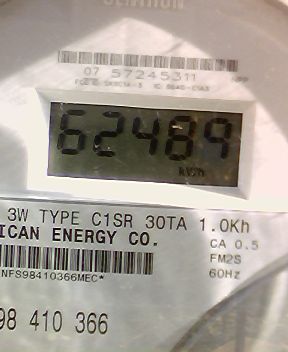 CENTRON
07 57245311
62489
kWh
3W TYPE C1SR 30TA 1.0Kh
ICAN ENERGY CO.
CA 0.5
FM2S
60Hz
NFS98410366MEC*
98 410 366